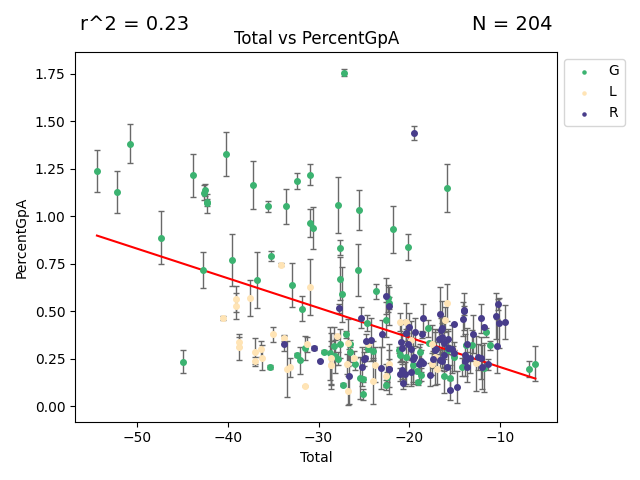 r^2 = 0.23
N = 204
Total vs PercentGpA
G
L
R
PercentGpA
1.75
1.50
1.25
1.00
0.75
0.50
0.25
0.00
−50
−40
−30
−20
−10
Total